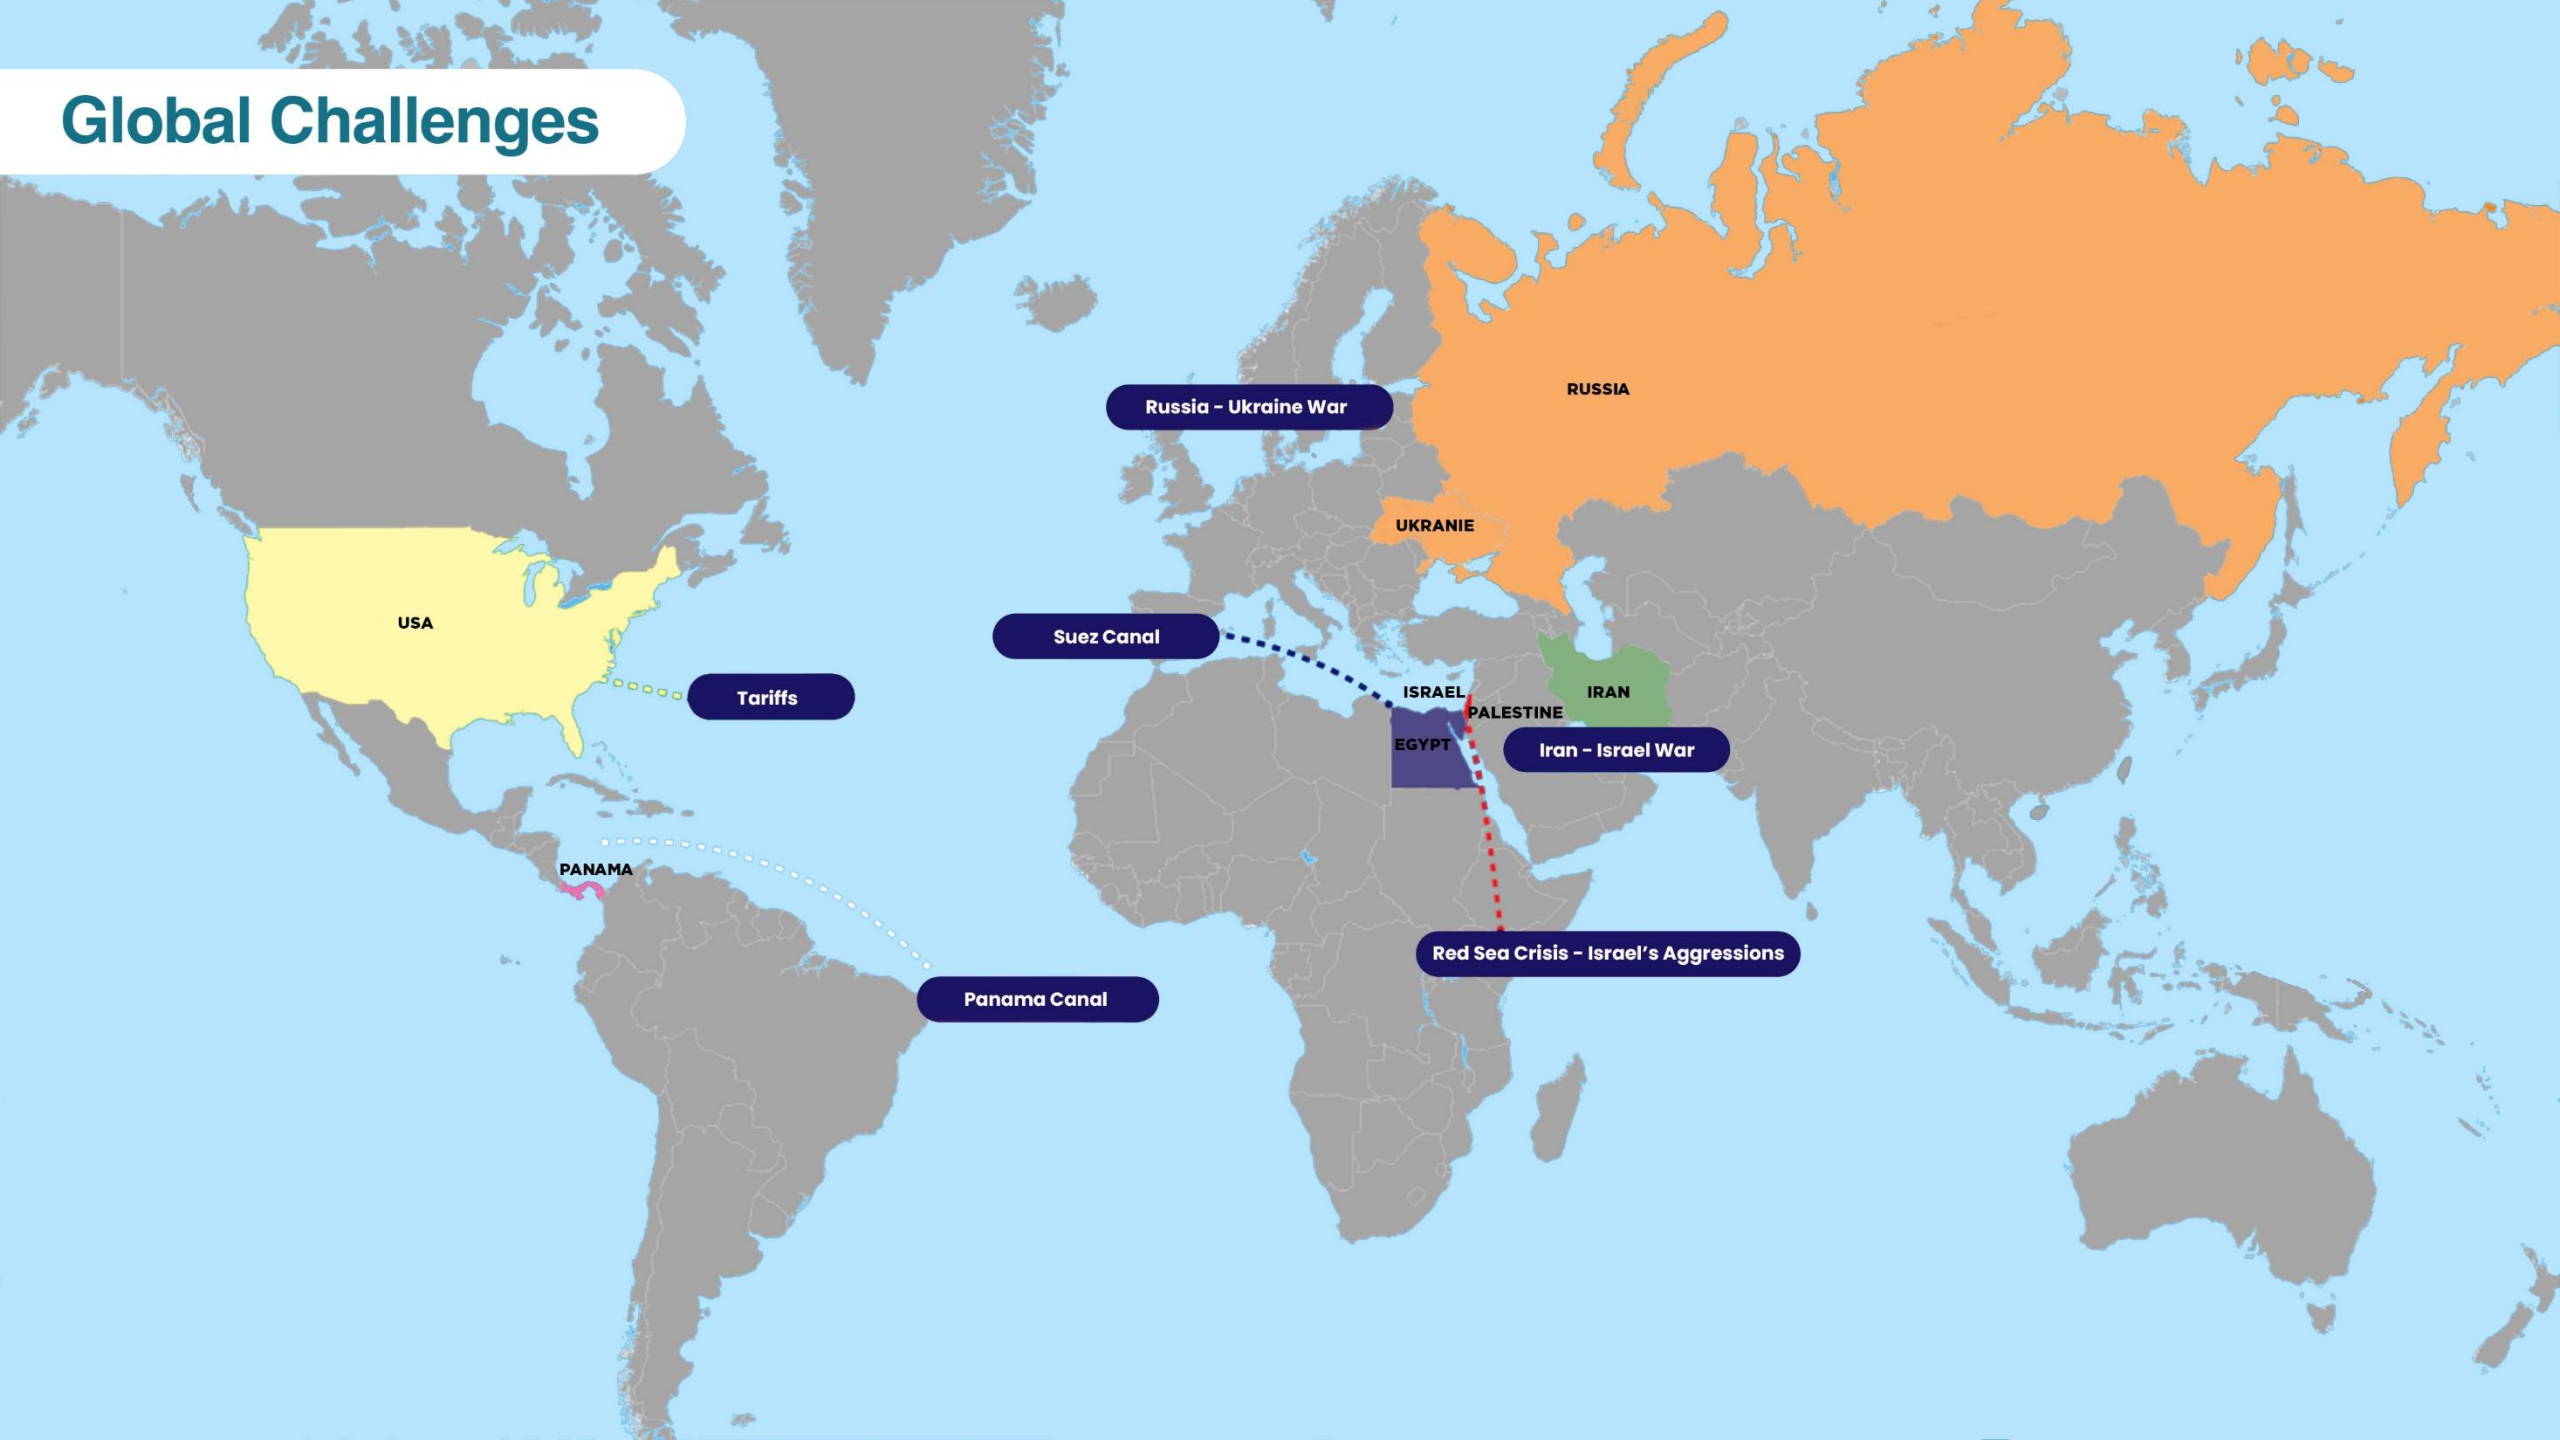 Global Challenges
RUSSIA
Russia - Ukraine War
UKRANIE
USA
Suez Canal
Tariffs
ISRAEL
IRAN
PALESTINE
EGYPT
Iran - Israel War
PANAMA
Red Sea Crisis - Israel's Aggressions
Panama Canal